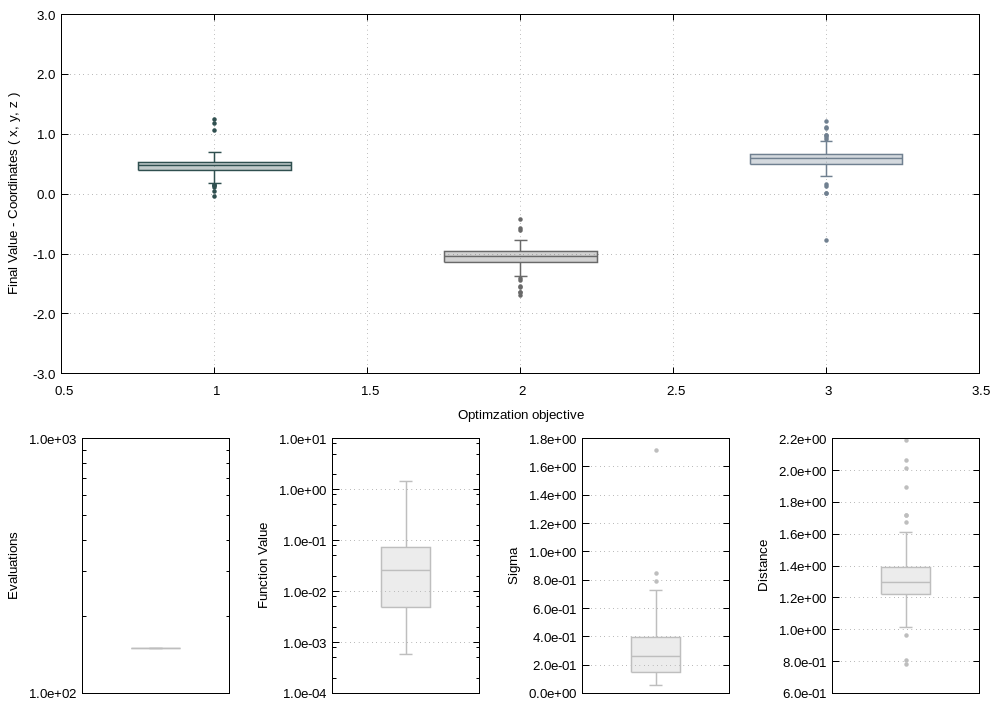 3.0
2.0
1.0
0.0
-1.0
-2.0
-3.0
Final Value - Coordinates ( x, y, z )
0.5 1 1.5 2 2.5 3 3.5
Optimzation objective
1.0e+03
1.0e+02
Evaluations
1.0e+01
1.0e+00
1.0e-01
1.0e-02
1.0e-03
1.0e-04
Function Value
1.8e+00
1.6e+00
1.4e+00
1.2e+00
1.0e+00
8.0e-01
6.0e-01
4.0e-01
2.0e-01
0.0e+00
Sigma
2.2e+00
2.0e+00
1.8e+00
1.6e+00
1.4e+00
1.2e+00
1.0e+00
8.0e-01
6.0e-01
Distance